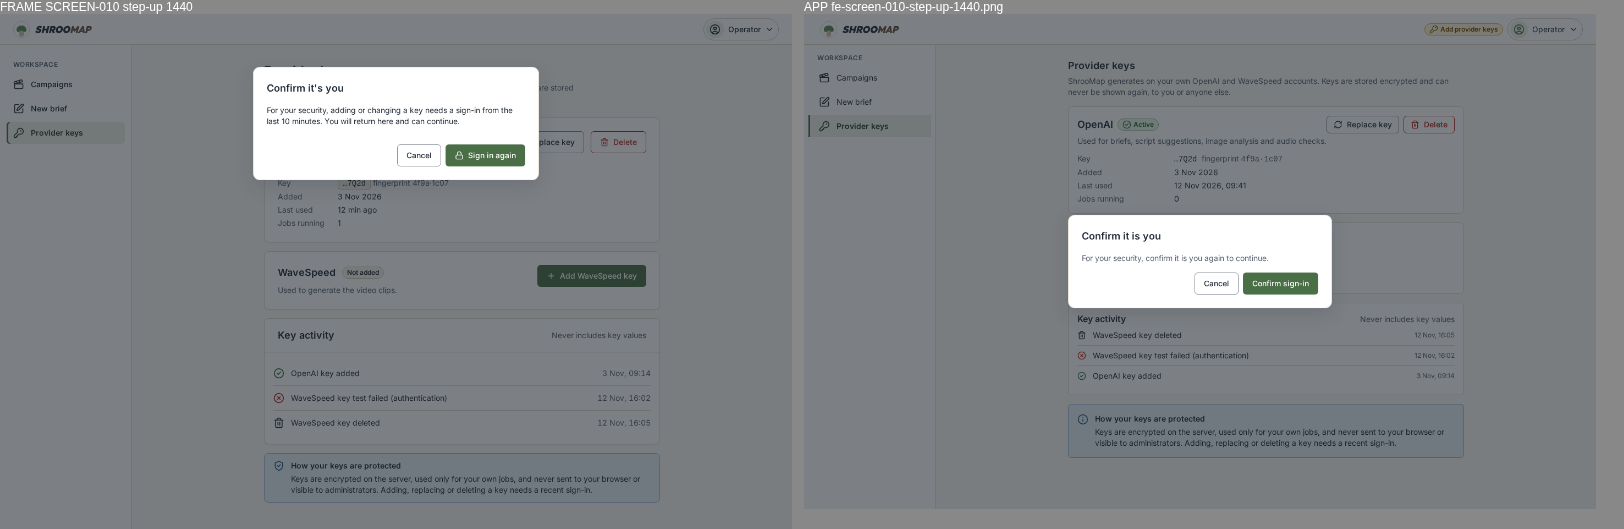 FRAME SCREEN-010 step-up 1440
SHROOMAP
Operator
WORKSPACE
Campaigns
New brief
Provider keys
Confirm it's you
For your security, adding or changing a key needs a sign-in from the
last 10 minutes. You will return here and can continue.
Cancel
Sign in again
are stored
place key
Delete
Key
..7Q2d
fingerprint 4f9a·1c07
Added
3 Nov 2026
Last used
12 min ago
Jobs running
1
WaveSpeed
Not added
Add WaveSpeed key
Used to generate the video clips.
Key activity
Never includes key values
OpenAI key added
3 Nov, 09:14
WaveSpeed key test failed (authentication)
12 Nov, 16:02
WaveSpeed key deleted
12 Nov, 16:05
How your keys are protected
Keys are encrypted on the server, used only for your own jobs, and never sent to your browser or
visible to administrators. Adding, replacing or deleting a key needs a recent sign-in.
APP fe-screen-010-step-up-1440.png
SHROOMAP
Add provider keys
Operator
WORKSPACE
Campaigns
New brief
Provider keys
Provider keys
ShrooMap generates on your own OpenAI and WaveSpeed accounts. Keys are stored encrypted and can
never be shown again, to you or anyone else.
OpenAI
Active
Replace key
Delete
Used for briefs, script suggestions, image analysis and audio checks.
Key
..7Q2d fingerprint 4f9a·1c07
Added
3 Nov 2026
Last used
12 Nov 2026, 09:41
Jobs running
0
Confirm it is you
For your security, confirm it is you again to continue.
Cancel
Confirm sign-in
Key activity
Never includes key values
WaveSpeed key deleted
12 Nov, 16:05
WaveSpeed key test failed (authentication)
12 Nov, 16:02
OpenAI key added
3 Nov, 09:14
How your keys are protected
Keys are encrypted on the server, used only for your own jobs, and never sent to your browser or
visible to administrators. Adding, replacing or deleting a key needs a recent sign-in.